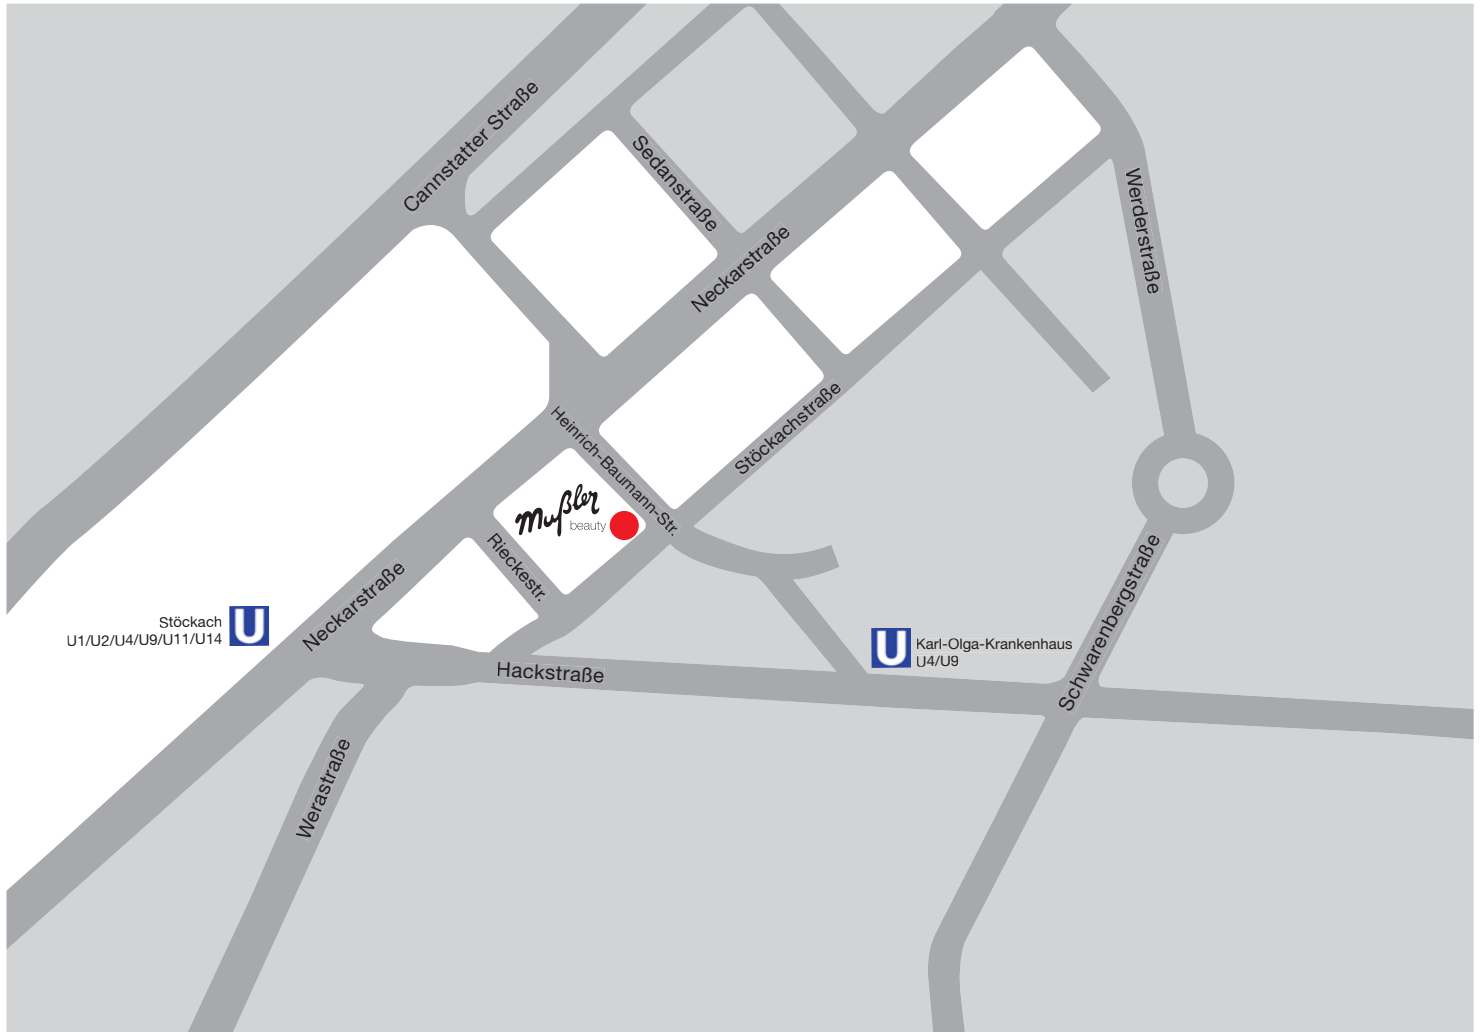 Cannstatter Straße
Sedanstraße
Neckarstraße
Werderstraße
Stöckachstraße
Heinrich-Baumann-Str.
Mußler
beauty
Rieckestr.
Neckarstraße
Stöckach
U1/U2/U4/U9/U11/U14
U
Hackstraße
U
Karl-Olga-Krankenhaus
U4/U9
Schwarenbergstraße
Werastraße